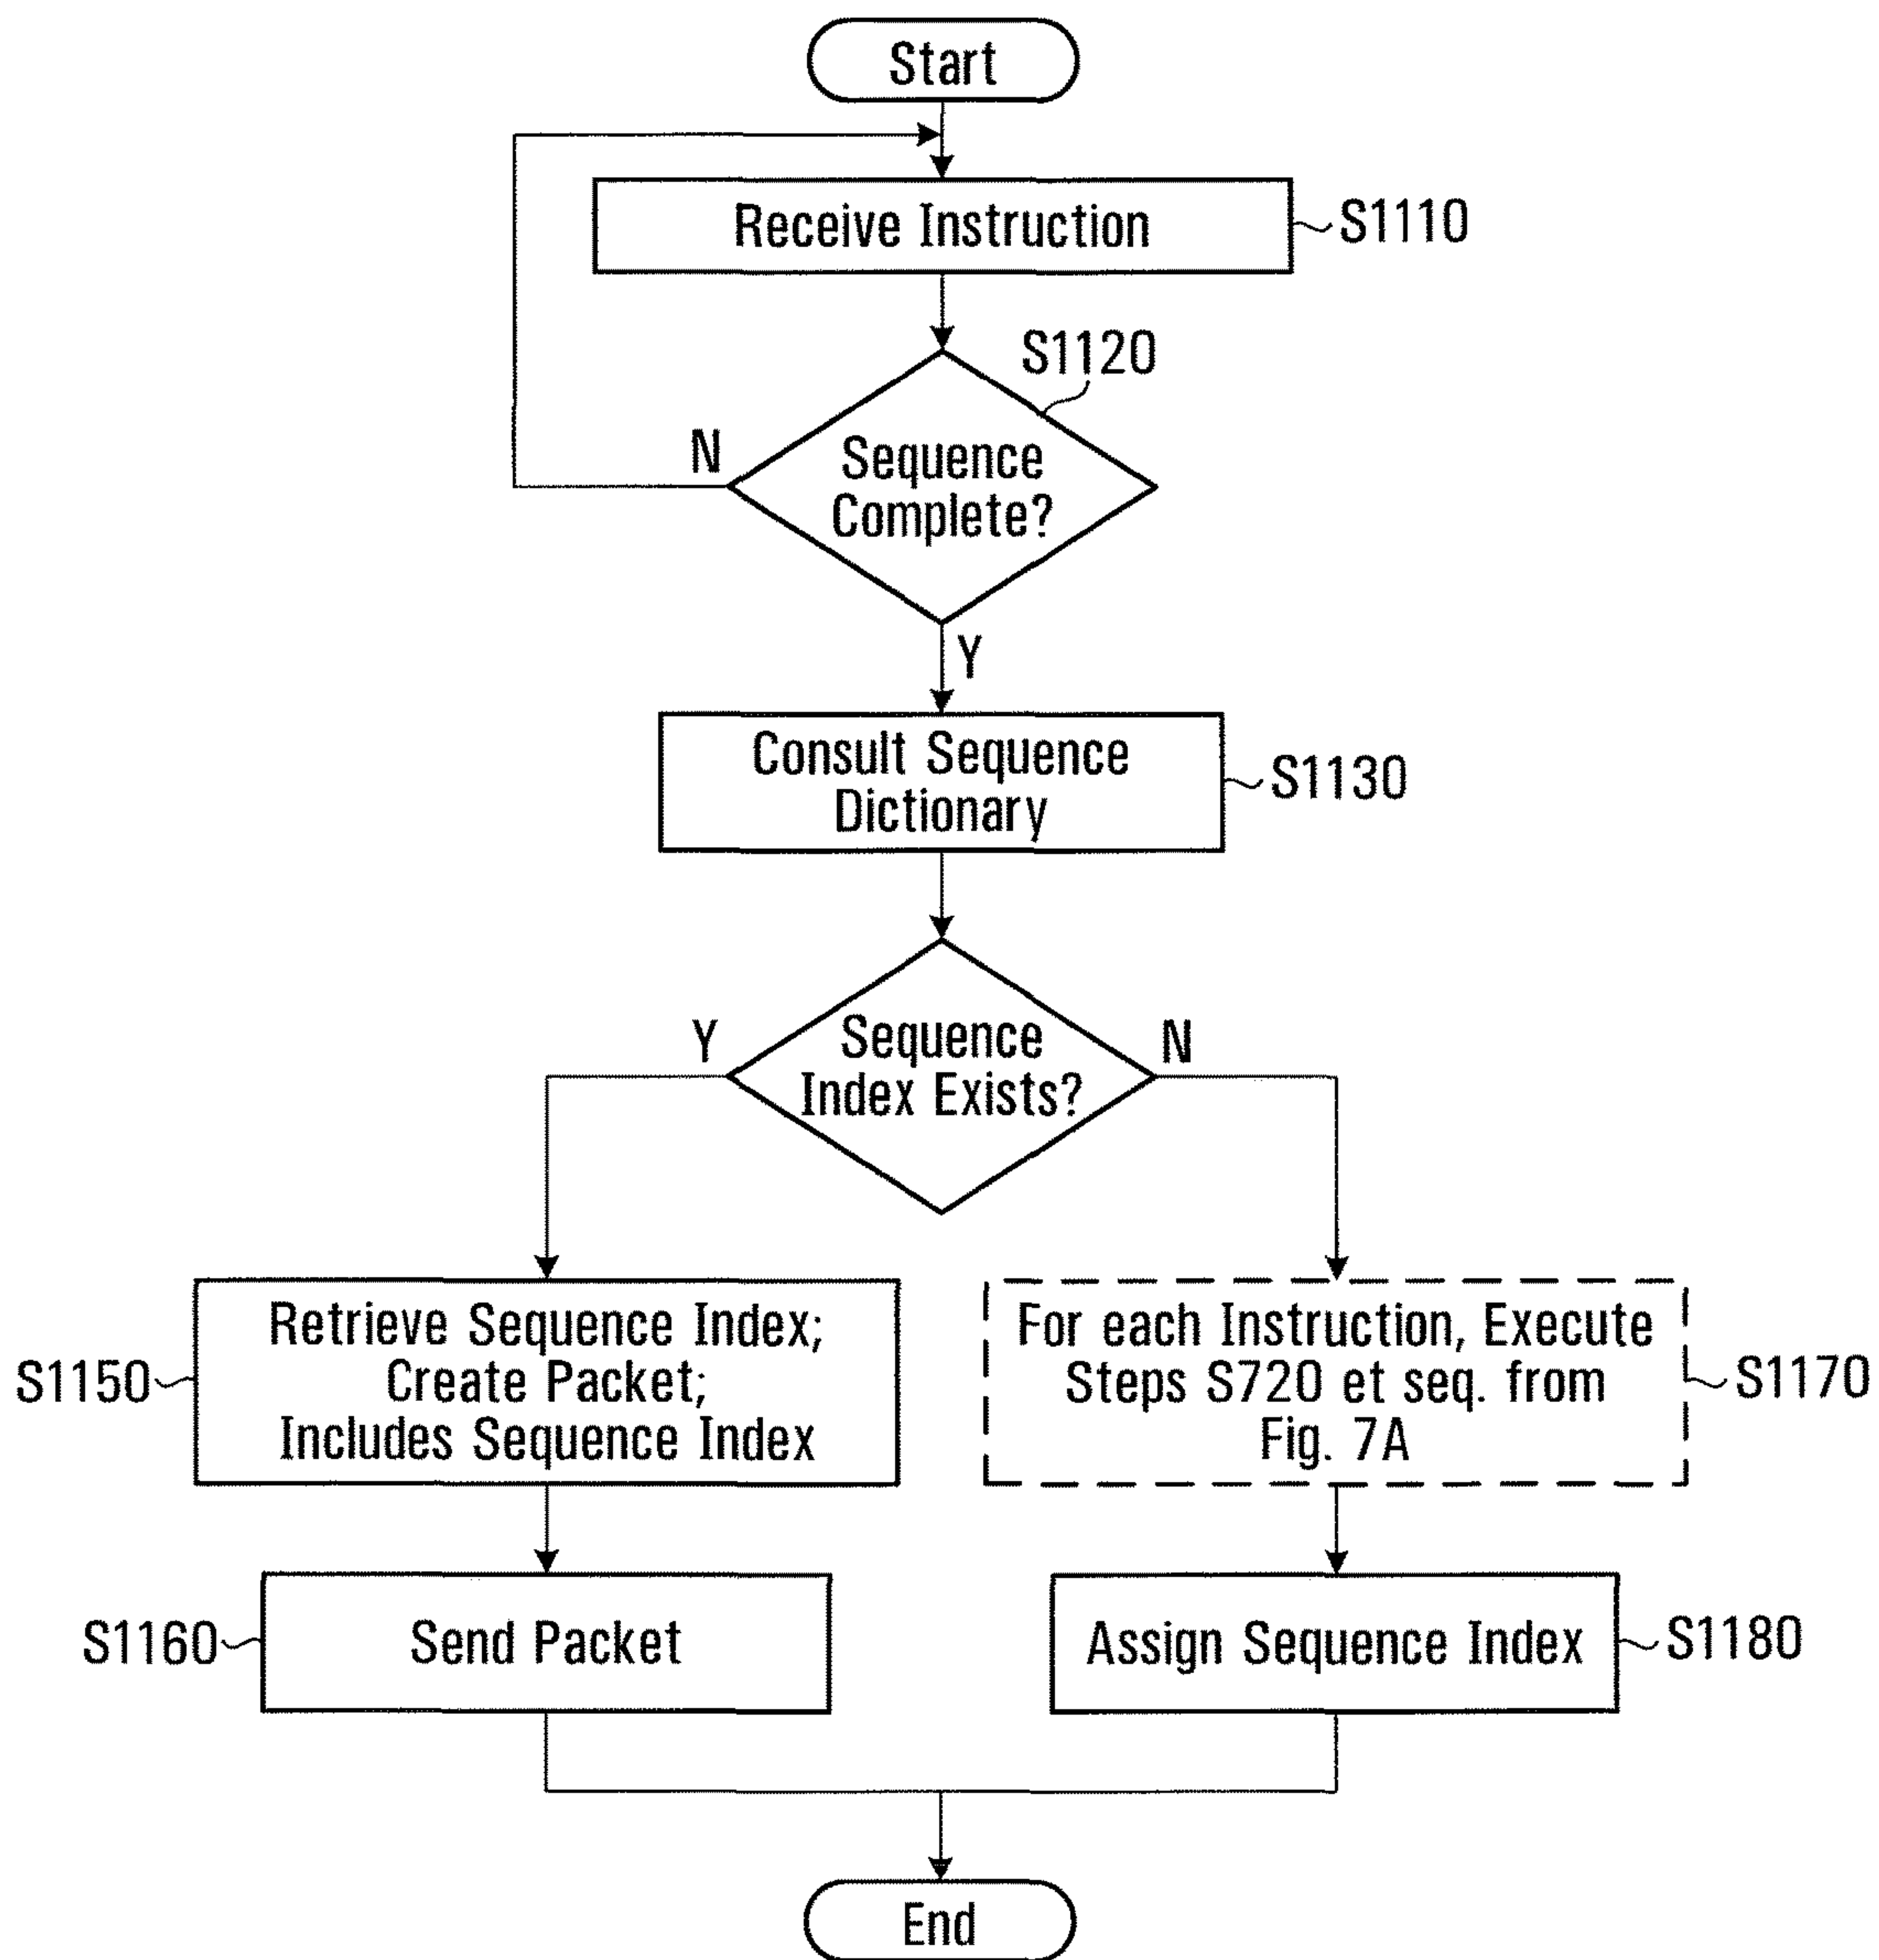 Start
Receive Instruction
S1110
S1120
N
Sequence
Complete?
Y
Consult Sequence
Dictionary
S1130
Y
Sequence
Index Exists?
N
S1150
Retrieve Sequence Index;
Create Packet;
Includes Sequence Index
For each Instruction, Execute
Steps S720 et seq. from
Fig. 7A
S1170
S1160
Send Packet
Assign Sequence Index
S1180
End